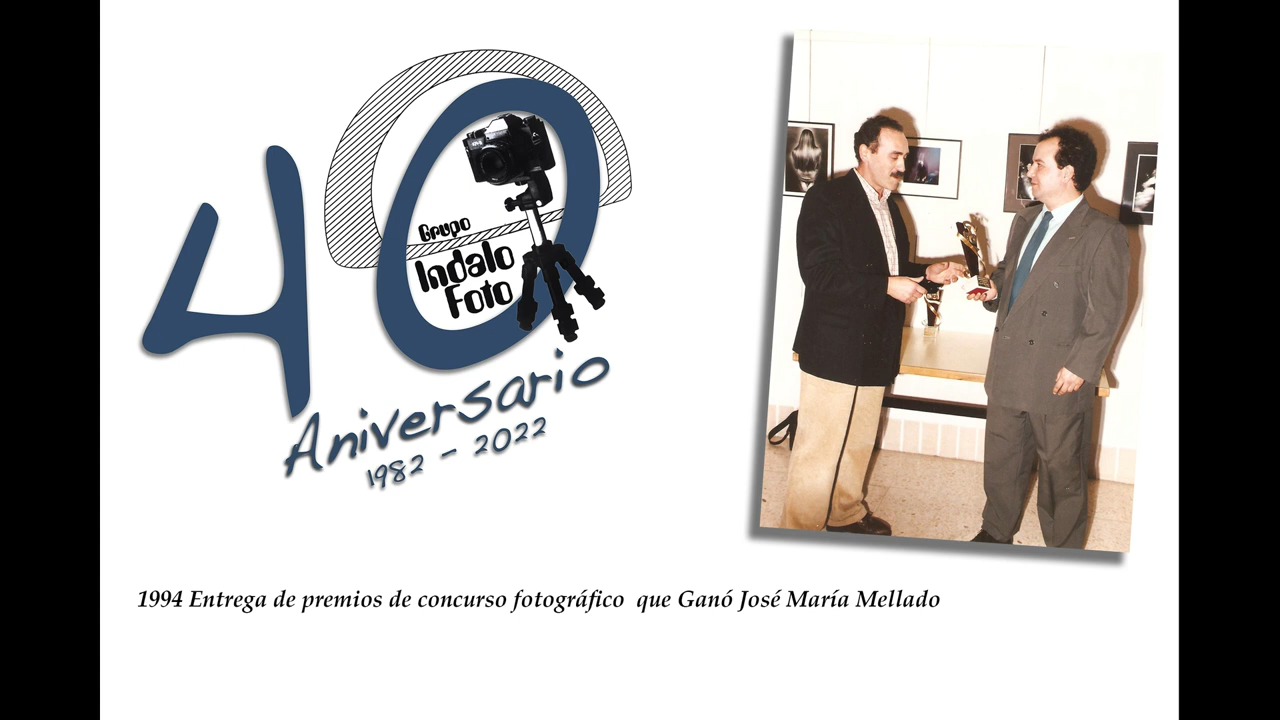 40
Grupo
Indalo
Foto
Aniversario
1982 - 2022
1994 Entrega de premios de concurso fotográfico que Ganó José María Mellado